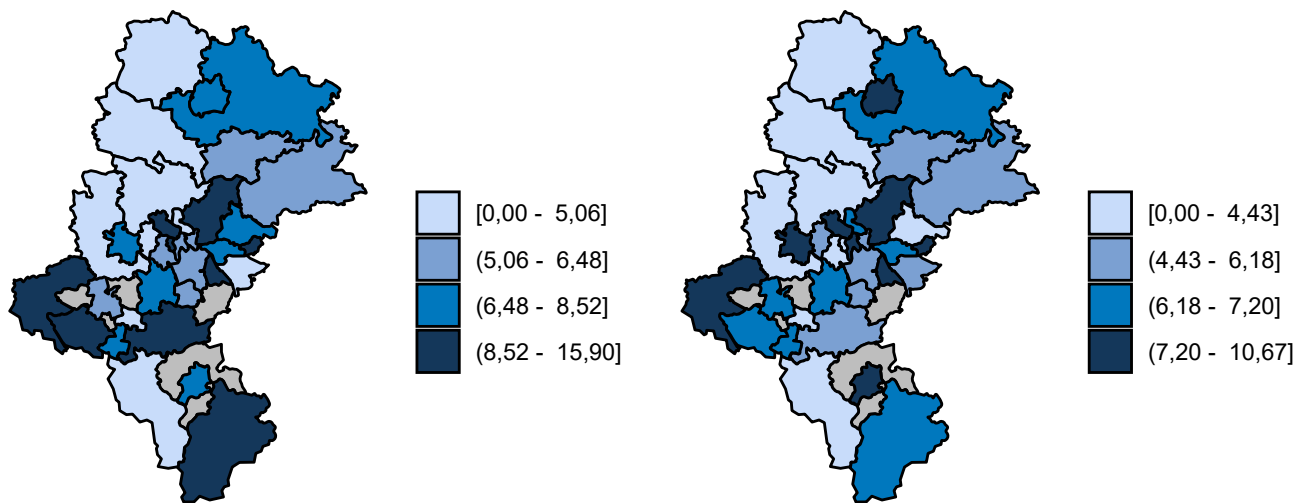 [0,00 - 5,06]
(5,06 - 6,48]
(6,48 - 8,52]
(8,52 - 15,90]
[0,00 - 4,43]
(4,43 - 6,18]
(6,18 - 7,20]
(7,20 - 10,67]